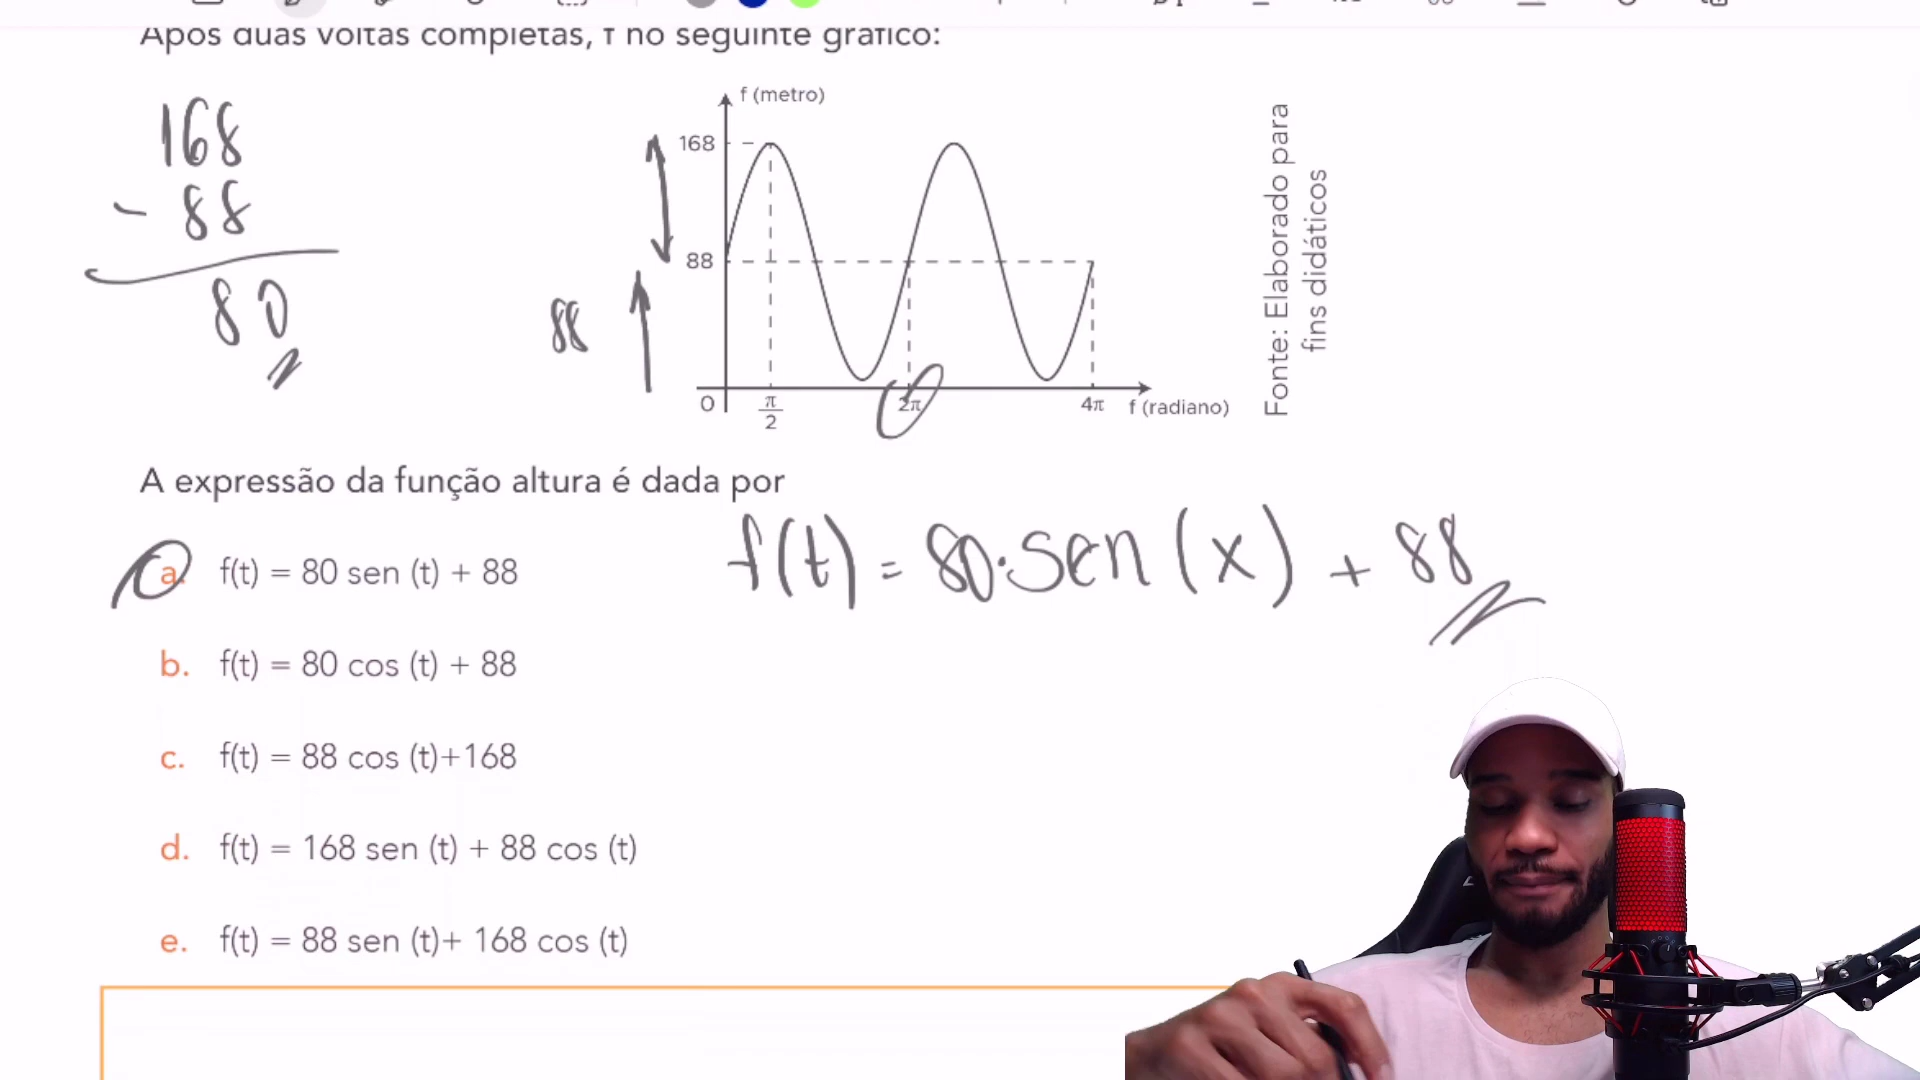 Após duas voltas completas, f no seguinte gráfico:
168
- 88
80
88
f (metro)
168
88
0
π
2
2π
4π
f (radiano)
Fonte: Elaborado para
fins didáticos
A expressão da função altura é dada por
f(t) = 80.sen (x) + 88
a. f(t) = 80 sen (t) + 88
b. f(t) = 80 cos (t) + 88
c. f(t) = 88 cos (t)+168
d. f(t) = 168 sen (t) + 88 cos (t)
e. f(t) = 88 sen (t)+ 168 cos (t)